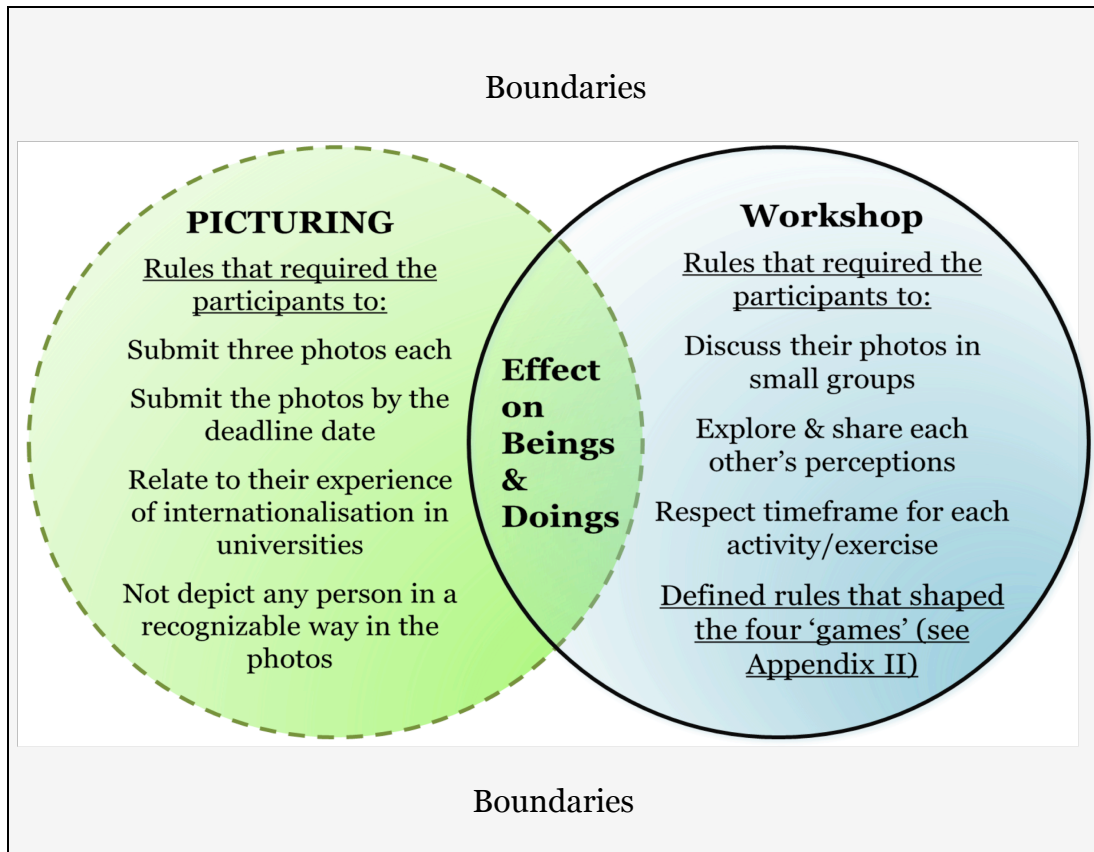 Boundaries
PICTURING
Rules that required the
participants to:
Submit three photos each
Submit the photos by the
deadline date
Relate to their experience
of internationalisation in
universities
Not depict any person in a
recognizable way in the
photos
Effect
on
Beings
&
Doings
Workshop
Rules that required the
participants to:
Discuss their photos in
small groups
Explore & share each
other’s perceptions
Respect timeframe for each
activity/exercise
Defined rules that shaped
the four ‘games’ (see
Appendix II)
Boundaries